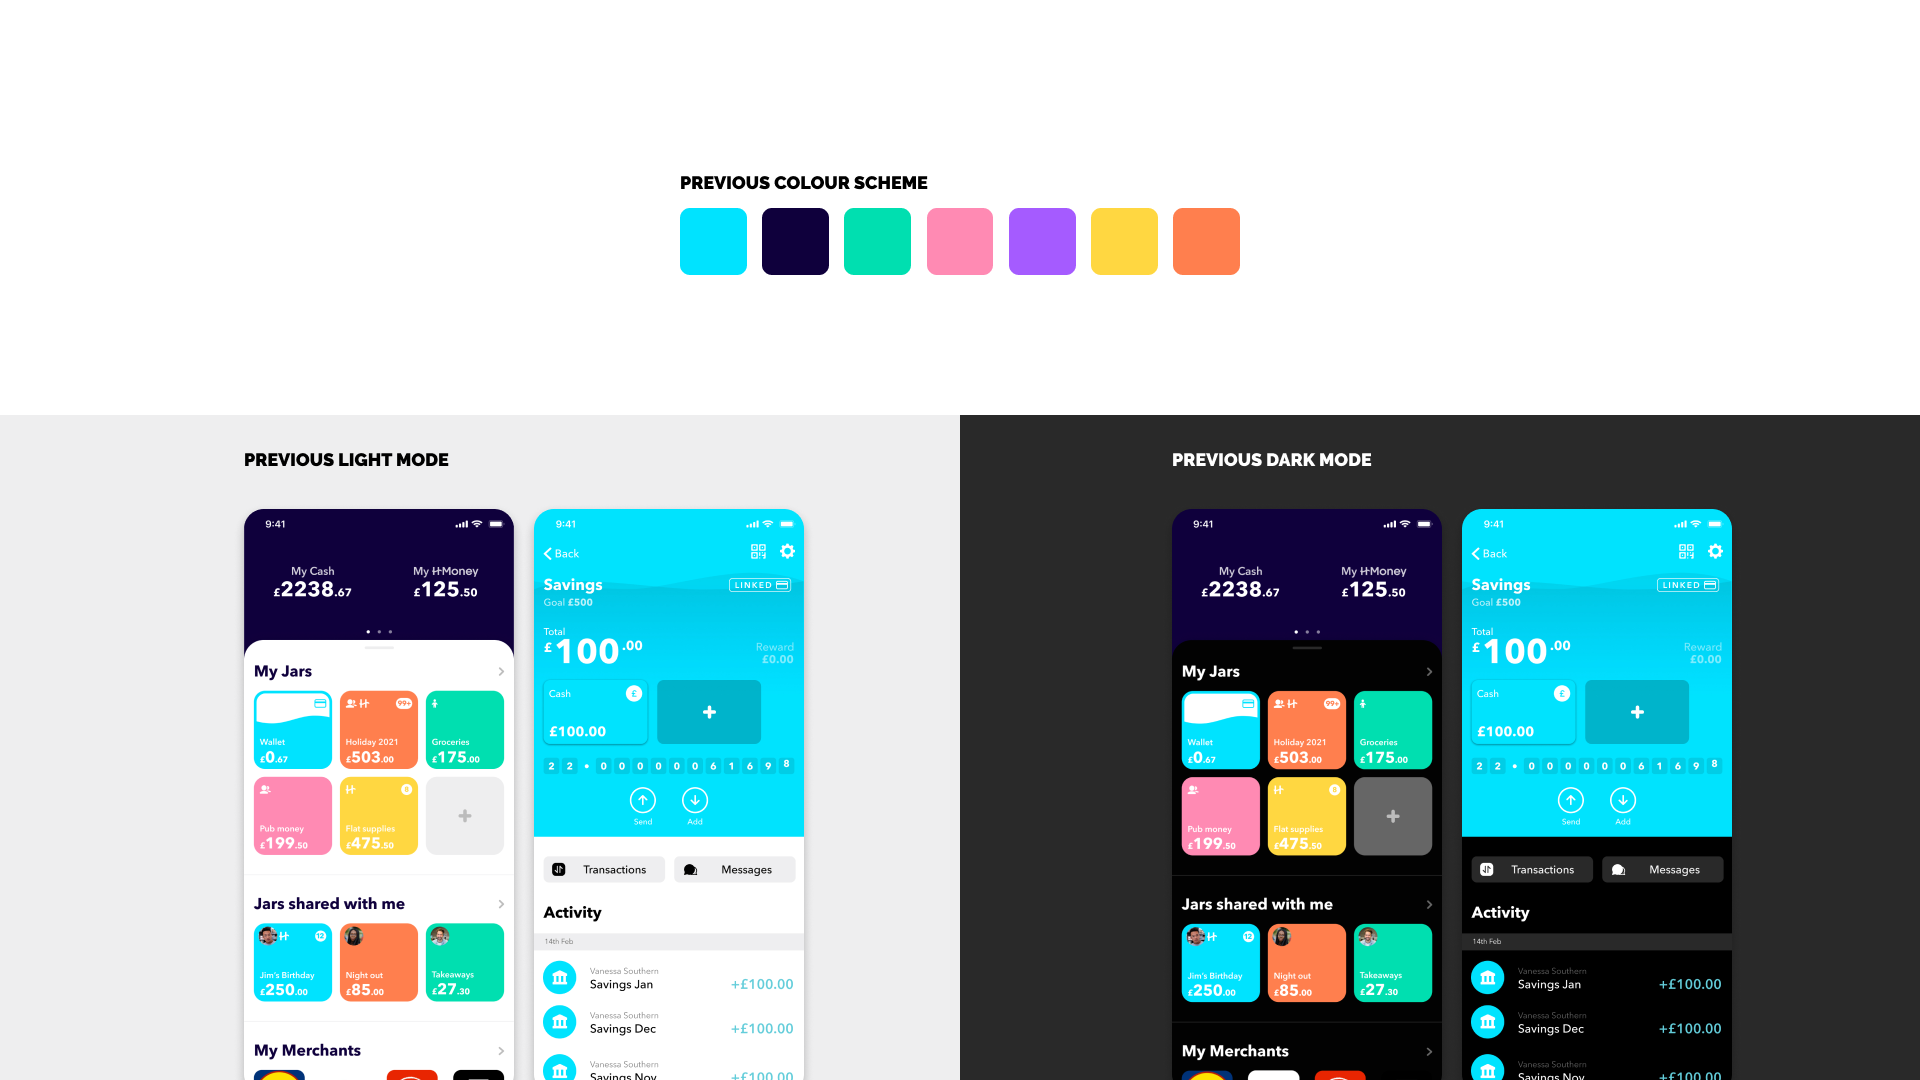 PREVIOUS COLOUR SCHEME
PREVIOUS LIGHT MODE
9:41
My Cash
£2238.67
My HMoney
£125.50
My Jars
Wallet
£0.67
99+
Holiday 2021
£503.00
Groceries
£175.00
Pub money
£199.50
8
Flat supplies
£475.50
Jars shared with me
12
Jim's Birthday
£250.00
Night out
£85.00
Takeaways
£27.30
My Merchants
9:41
Back
Savings
LINKED
Goal £500
Total
£100.00
Reward
£0.00
Cash £
£100.00
2 2 • 0 0 0 0 0 0 6 1 6 9 8
Send Add
Transactions Messages
Activity
14th Feb
Vanessa Southern
Savings Jan +£100.00
Vanessa Southern
Savings Dec +£100.00
Vanessa Southern
Savings Nov +£100.00
PREVIOUS DARK MODE
9:41
My Cash
£2238.67
My HMoney
£125.50
My Jars
Wallet
£0.67
99+
Holiday 2021
£503.00
Groceries
£175.00
Pub money
£199.50
8
Flat supplies
£475.50
Jars shared with me
12
Jim's Birthday
£250.00
Night out
£85.00
Takeaways
£27.30
My Merchants
9:41
Back
Savings
LINKED
Goal £500
Total
£100.00
Reward
£0.00
Cash £
£100.00
2 2 • 0 0 0 0 0 0 6 1 6 9 8
Send Add
Transactions Messages
Activity
14th Feb
Vanessa Southern
Savings Jan +£100.00
Vanessa Southern
Savings Dec +£100.00
Vanessa Southern
Savings Nov +£100.00